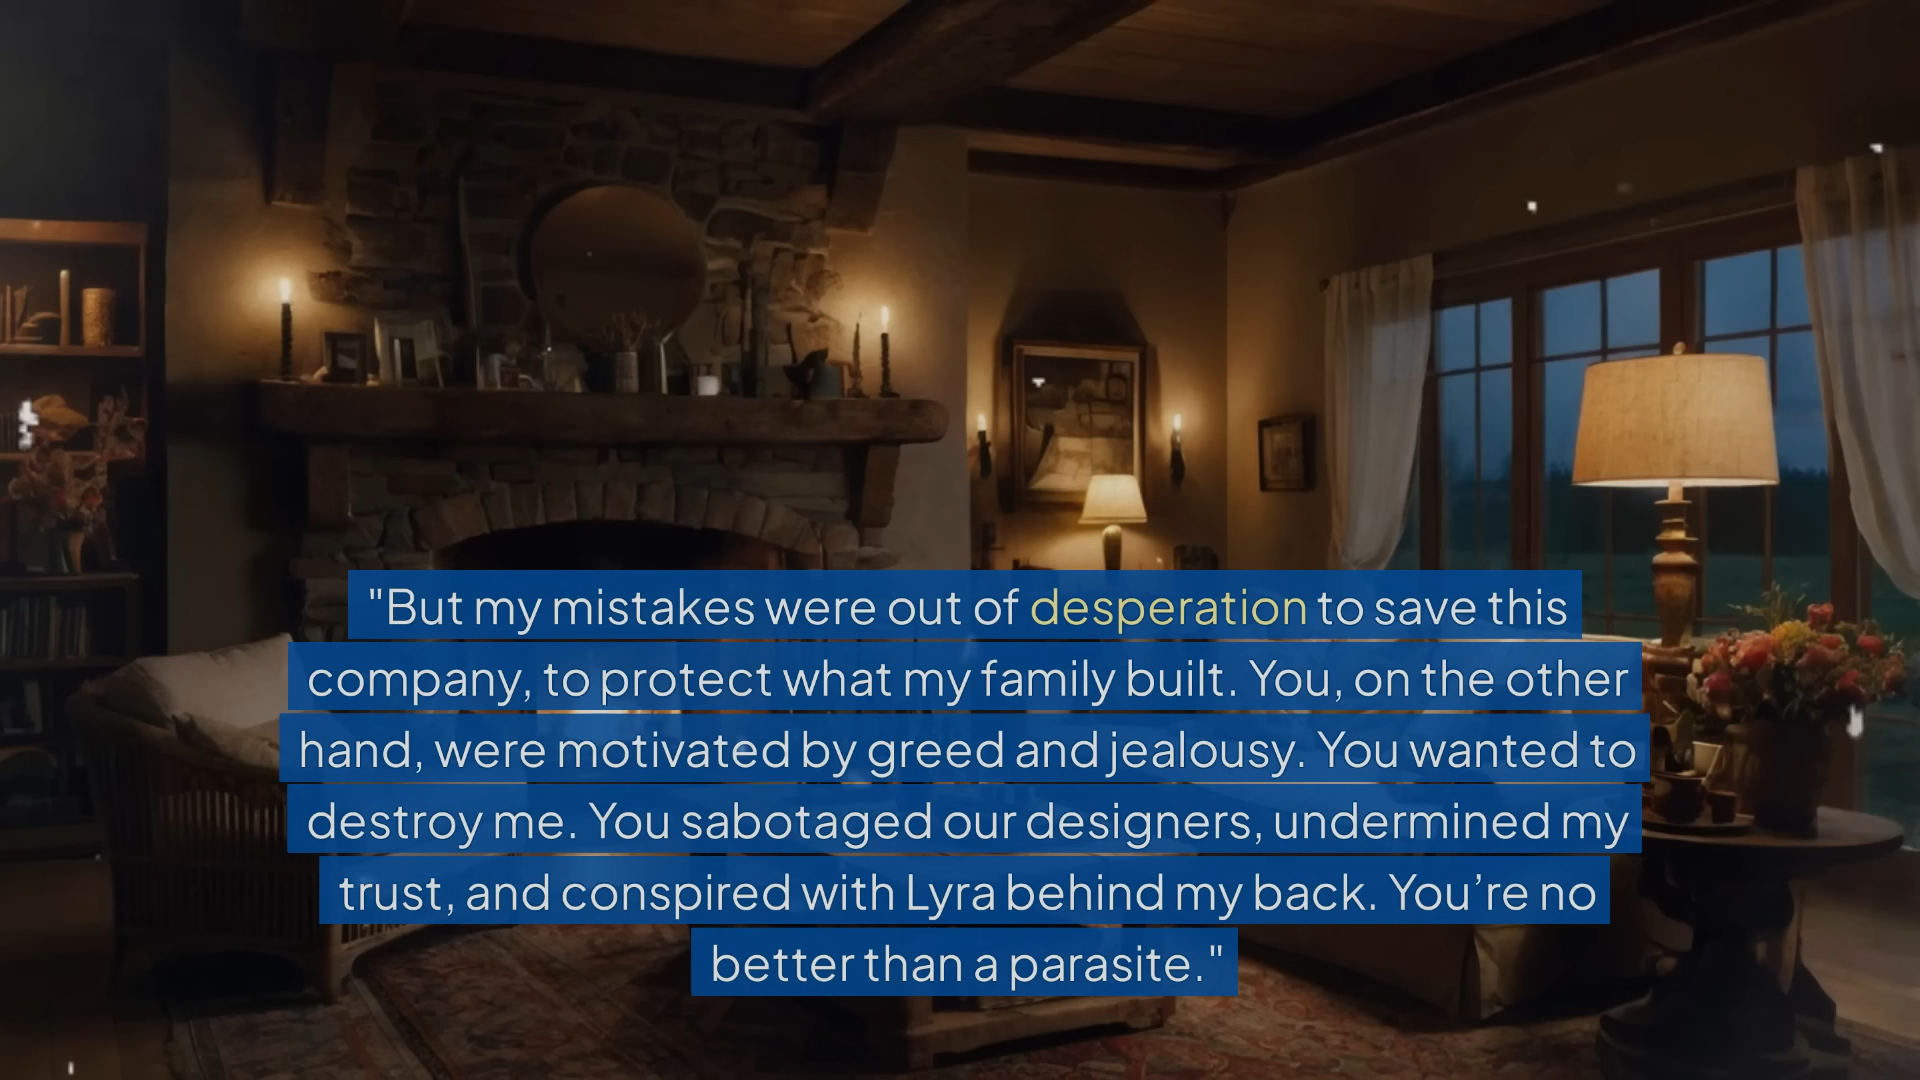 "But my mistakes were out of desperation to save this
company, to protect what my family built. You, on the other
hand, were motivated by greed and jealousy. You wanted to
destroy me. You sabotaged our designers, undermined my
trust, and conspired with Lyra behind my back. You’re no
better than a parasite."